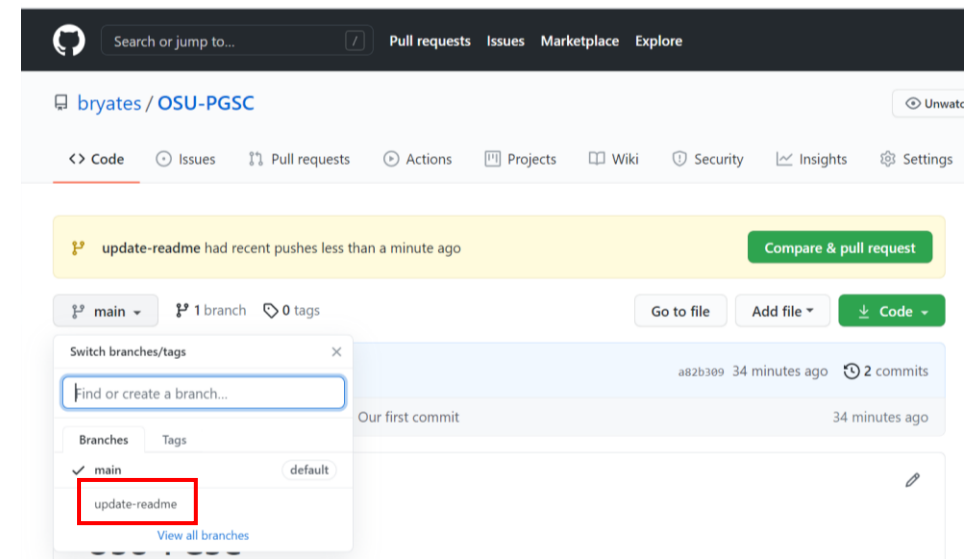 Search or jump to... /
Pull requests Issues Marketplace Explore
bryates / OSU-PGSC
Unwatc
<> Code Issues Pull requests Actions Projects Wiki Security Insights Settings
update-readme had recent pushes less than a minute ago
Compare & pull request
main 1 branch 0 tags
Go to file Add file Code
Switch branches/tags
a82b309 34 minutes ago 2 commits
Find or create a branch...
Our first commit 34 minutes ago
Branches Tags
main default
update-readme
View all branches